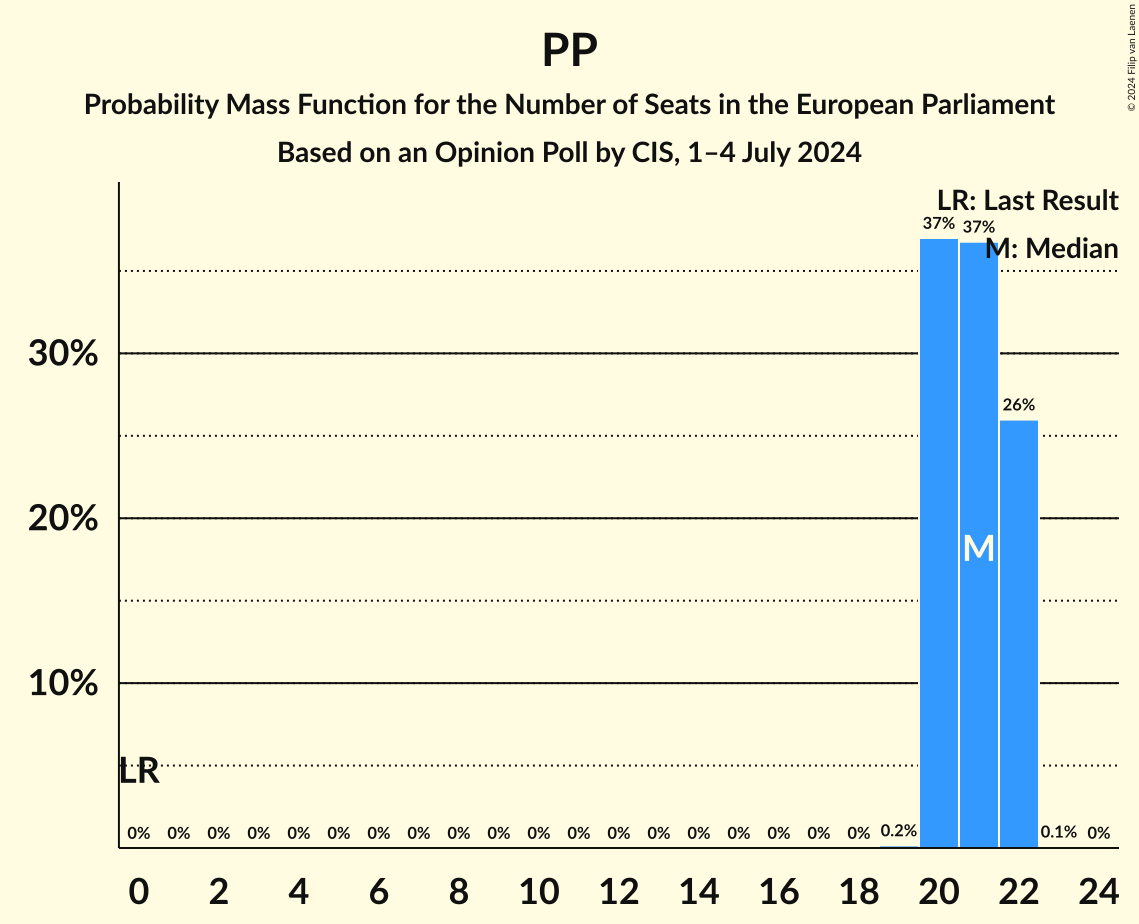 PP
Probability Mass Function for the Number of Seats in the European Parliament
Based on an Opinion Poll by CIS, 1–4 July 2024
© 2024 Filip van Laenen
LR: Last Result
M: Median
37% 37%
30%
26%
20%
M
10%
LR
0% 0% 0% 0% 0% 0% 0% 0% 0% 0% 0% 0% 0% 0% 0% 0% 0% 0% 0% 0.2% 0.1% 0%
0 2 4 6 8 10 12 14 16 18 20 22 24